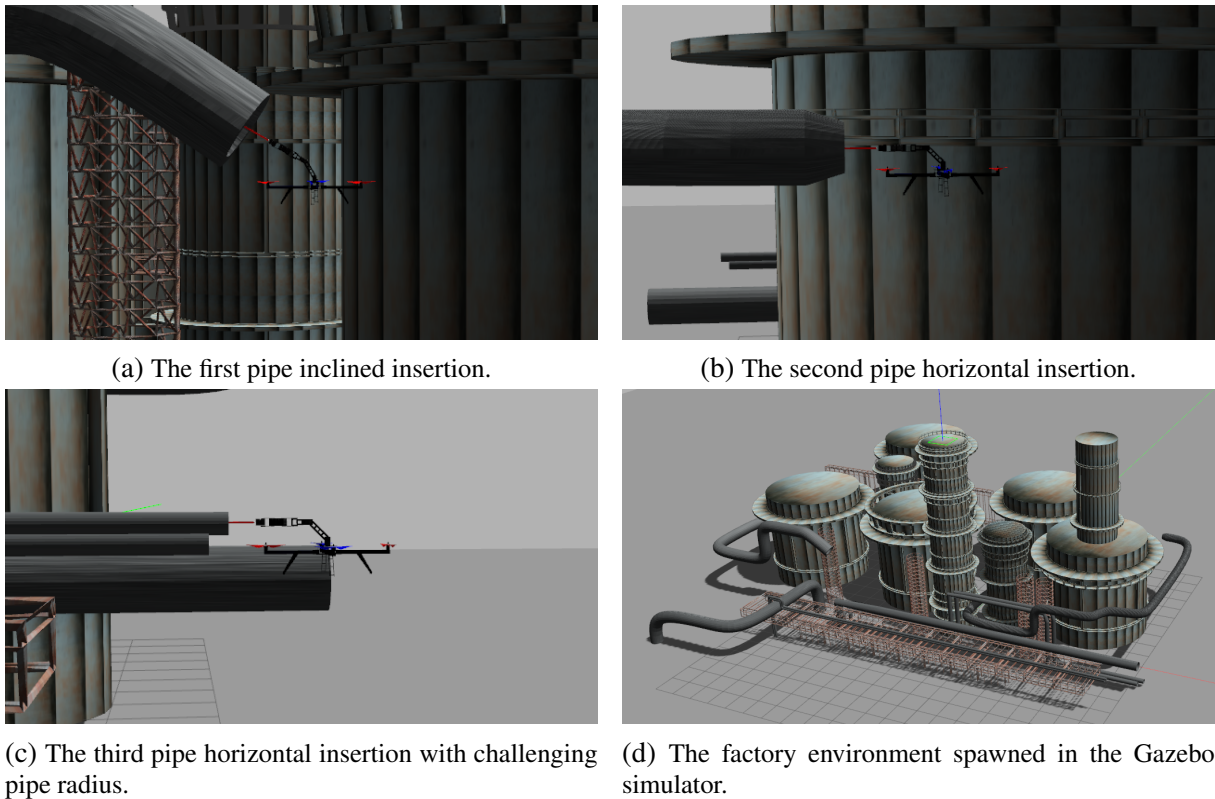 (a) The first pipe inclined insertion.
(b) The second pipe horizontal insertion.
(c) The third pipe horizontal insertion with challenging
pipe radius.
(d) The factory environment spawned in the Gazebo
simulator.